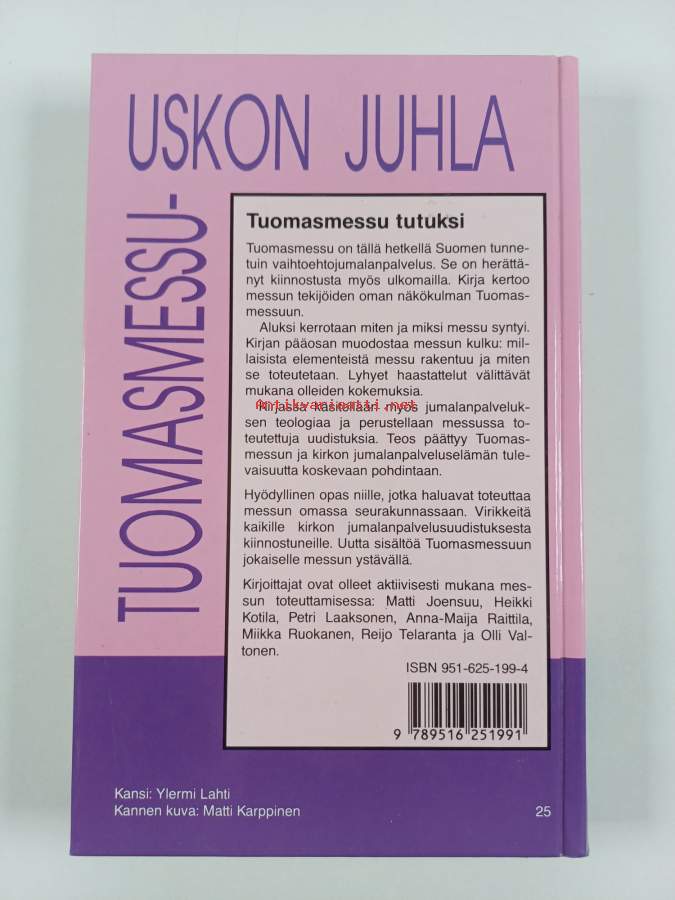 USKON JUHLA
TUOMASMESSU-
Tuomasmessu tutuksi
Tuomasmessu on tällä hetkellä Suomen tunne-
tuin vaihtoehtojumalanpalvelus. Se on herättä-
nyt kiinnostusta myös ulkomailla. Kirja kertoo
messun tekijöiden oman näkökulman Tuomas-
messuun.
Aluksi kerrotaan miten ja miksi messu syntyi.
Kirjan pääosan muodostaa messun kulku: mil-
laisista elementeistä messu rakentuu ja miten
se toteutetaan. Lyhyet haastattelut välittävät
mukana olleiden kokemuksia.
Antikvariaatti.net
Kirjassa käsitellään myös jumalanpalveluk-
sen teologiaa ja perustellaan messussa to-
teutettuja uudistuksia. Teos päättyy Tuomas-
messun ja kirkon jumalanpalveluselämän tule-
vaisuutta koskevaan pohdintaan.
Hyödyllinen opas niille, jotka haluavat toteuttaa
messun omassa seurakunnassaan. Virikkeitä
kaikille kirkon jumalanpalvelusuudistuksesta
kiinnostuneille. Uutta sisältöä Tuomasmessuun
jokaiselle messun ystävällä.
Kirjoittajat ovat olleet aktiivisesti mukana mes-
sun toteuttamisessa: Matti Joensuu, Heikki
Kotila, Petri Laaksonen, Anna-Maija Raittila,
Miikka Ruokanen, Reijo Telaranta ja Olli Val-
tonen.
ISBN 951-625-199-4
9 789516 251991
Kansi: Ylermi Lahti
Kannen kuva: Matti Karppinen
25